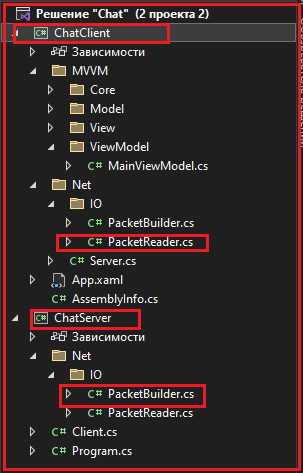 Решение "Chat" (2 проекта 2)
ChatClient
Зависимости
MVVM
Core
Model
View
ViewModel
C# MainViewModel.cs
Net
IO
C# PacketBuilder.cs
C# PacketReader.cs
C# Server.cs
App.xaml
C# AssemblyInfo.cs
C# ChatServer
Зависимости
Net
IO
C# PacketBuilder.cs
C# PacketReader.cs
C# Client.cs
C# Program.cs